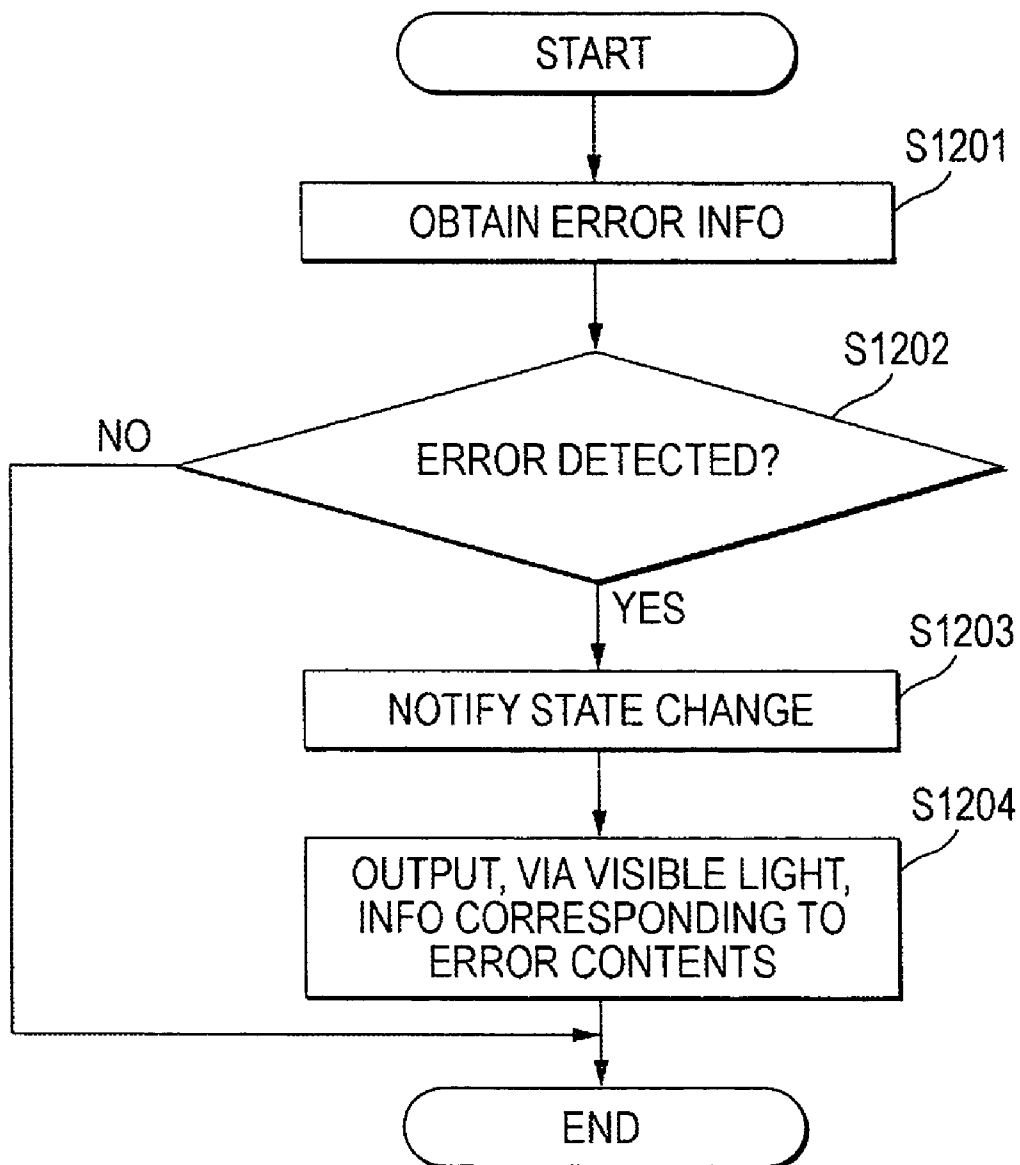 START
S1201
OBTAIN ERROR INFO
S1202
NO
ERROR DETECTED?
YES
S1203
NOTIFY STATE CHANGE
S1204
OUTPUT, VIA VISIBLE LIGHT,
INFO CORRESPONDING TO
ERROR CONTENTS
END